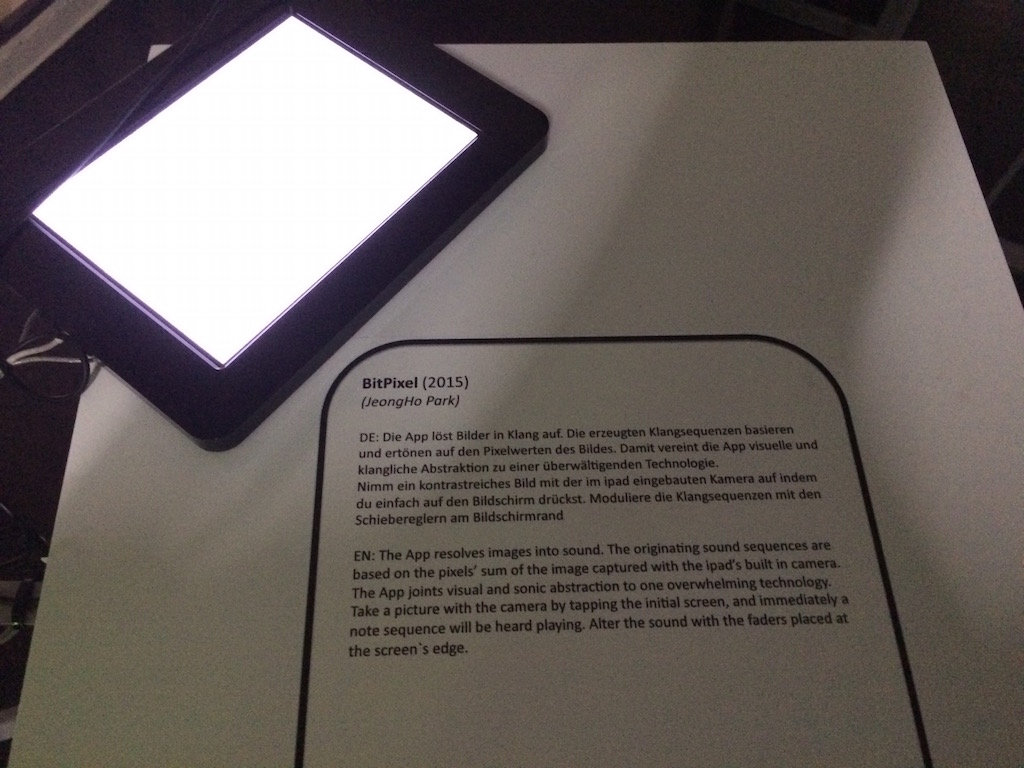 BitPixel (2015)
(JeongHo Park)
DE: Die App löst Bilder in Klang auf. Die erzeugten Klangsequenzen basieren
und ertönen auf den Pixelwerten des Bildes. Damit vereint die App visuelle und
klangliche Abstraktion zu einer überwältigenden Technologie.
Nimm ein kontrastreiches Bild mit der im ipad eingebauten Kamera auf indem
du einfach auf den Bildschirm drückst. Moduliere die Klangsequenzen mit den
Schiebereglern am Bildschirmrand
EN: The App resolves images into sound. The originating sound sequences are
based on the pixels' sum of the image captured with the ipad's built in camera.
The App joints visual and sonic abstraction to one overwhelming technology.
Take a picture with the camera by tapping the initial screen, and immediately a
note sequence will be heard playing. Alter the sound with the faders placed at
the screen`s edge.